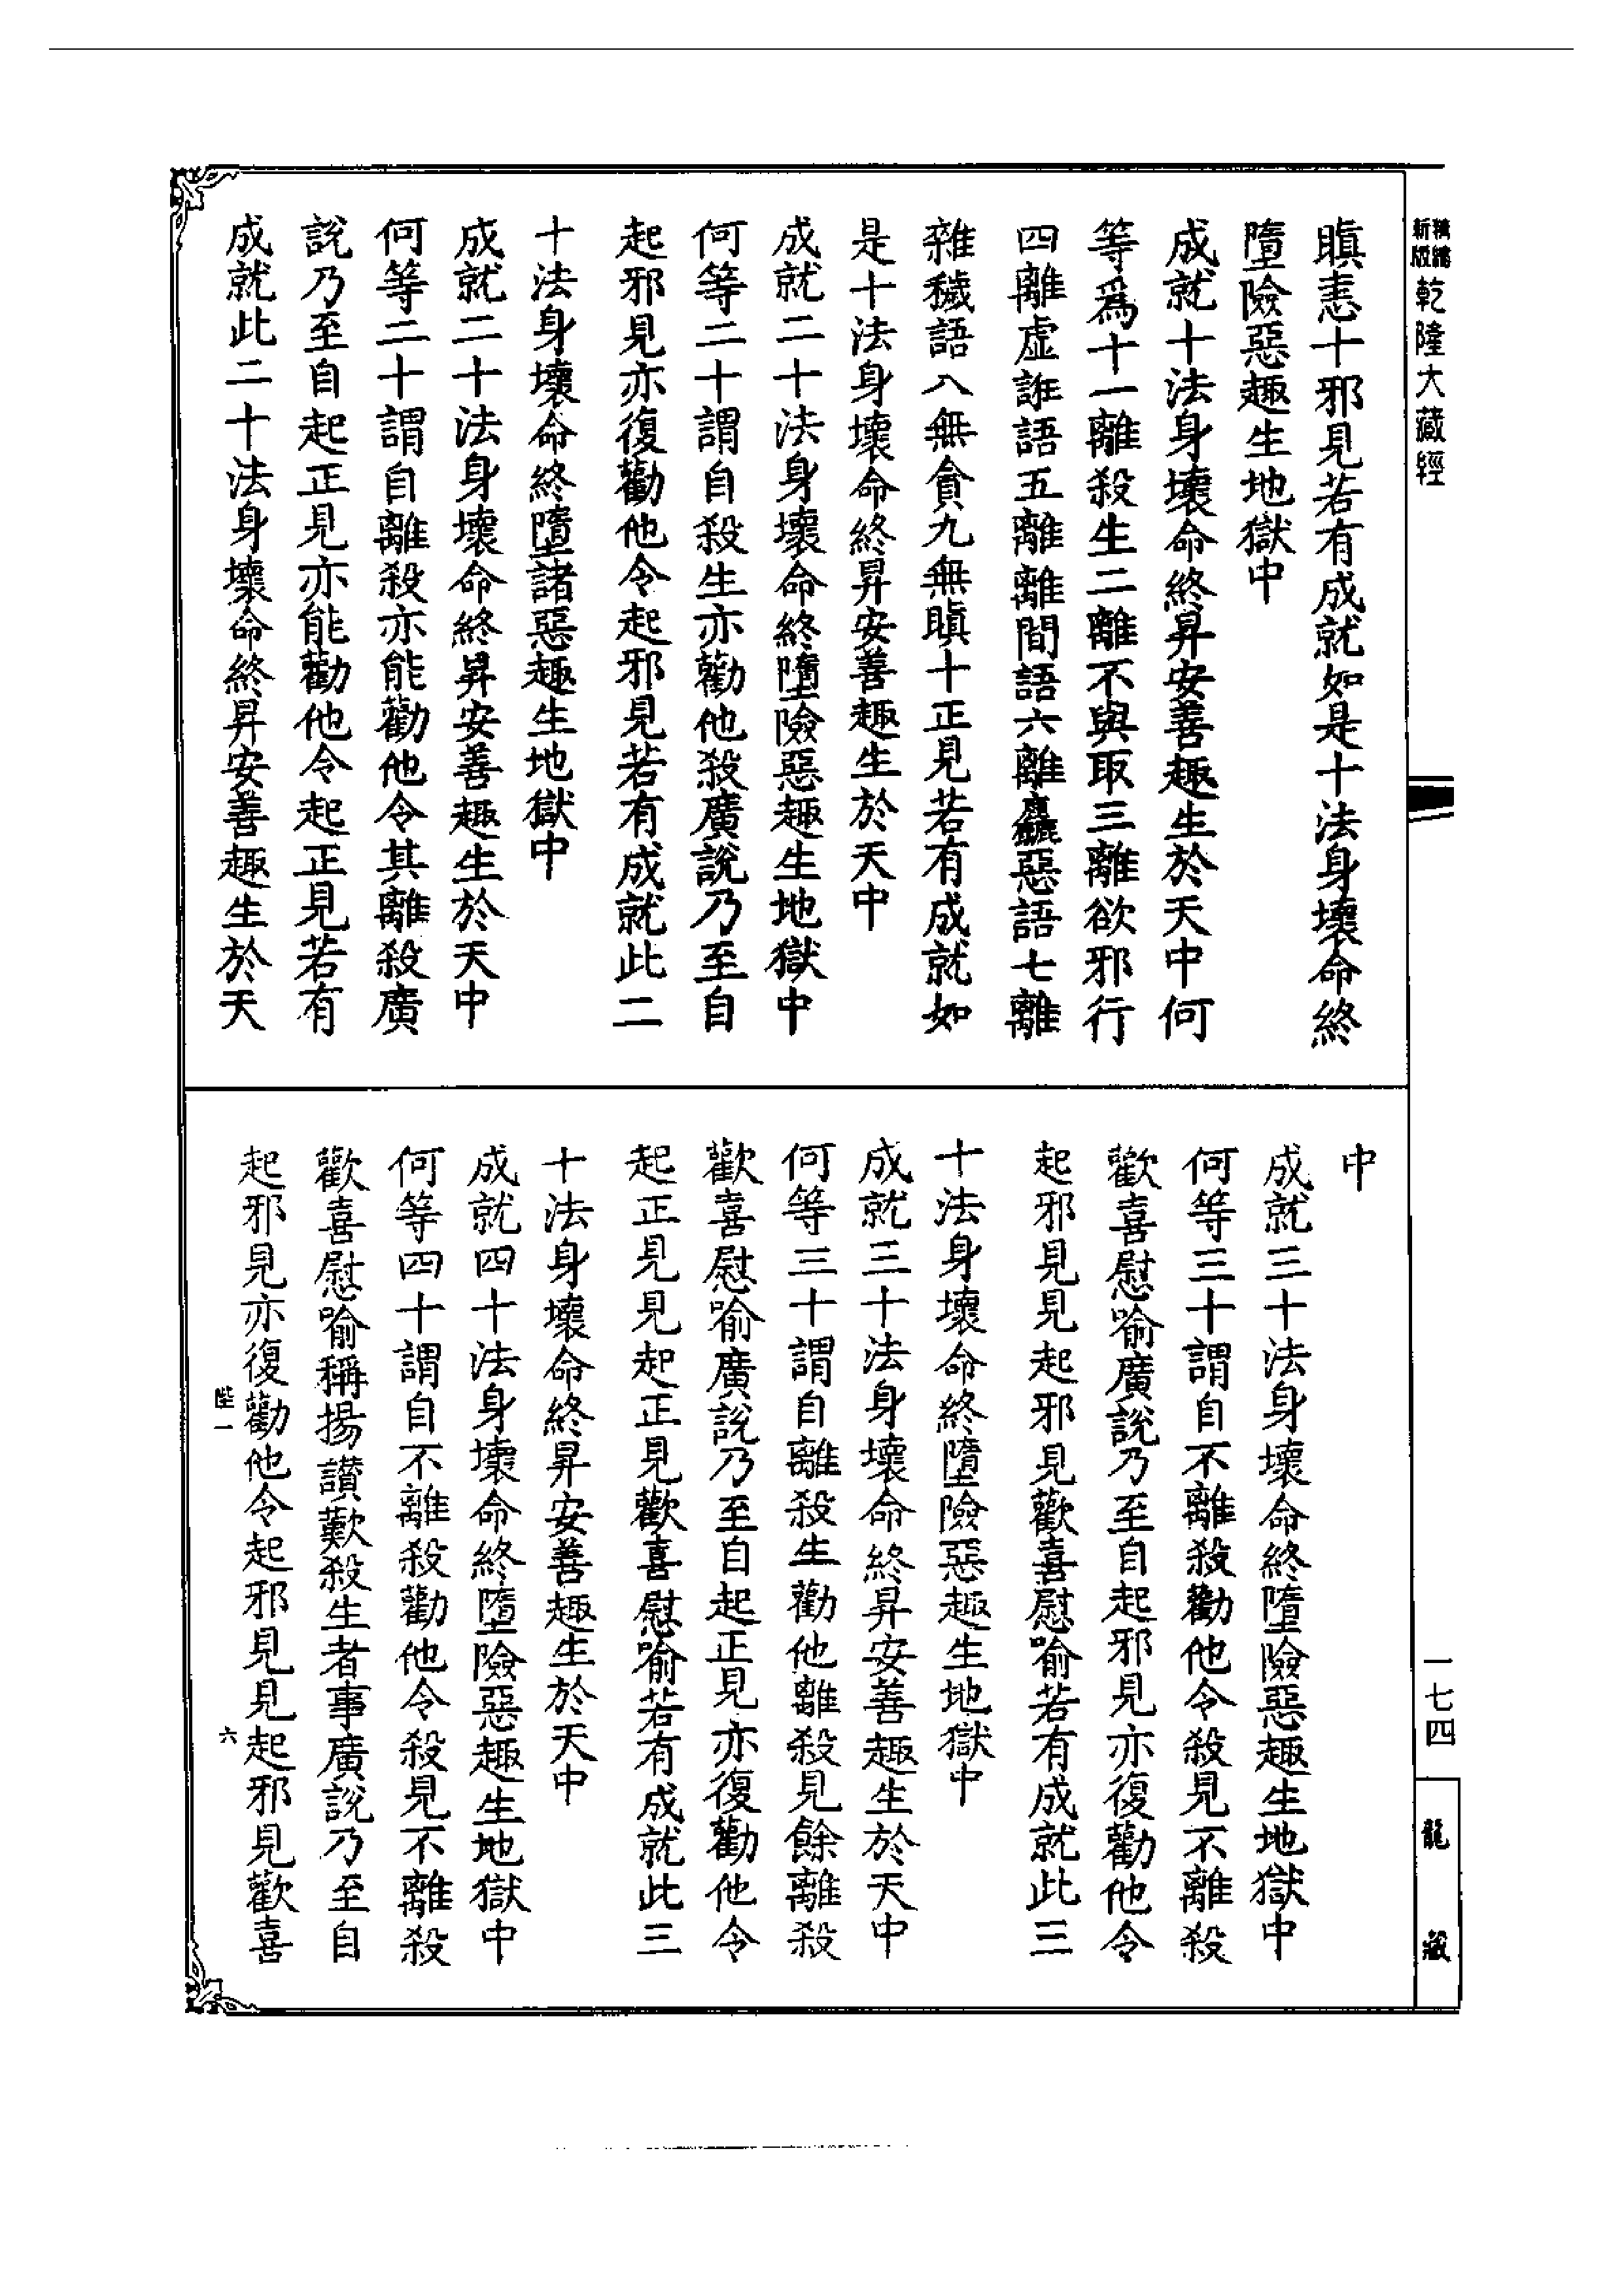 新版精縮乾隆大藏經
瞋恚十邪見若有成就如是十法身壞命終
墮險惡趣生地獄中
成就十法身壞命終昇安善趣生於天中何
等爲十一離殺生二離不與取三離欲邪行
四離虛誑語五離離間語六離麤惡語七離
雜穢語八無貪九無瞋十正見若有成就如
是十法身壞命終昇安善趣生於天中
成就二十法身壞命終墮險惡趣生地獄中
何等二十謂自殺生亦勸他殺廣說乃至自
起邪見亦復勸他令起邪見若有成就此二
十法身壞命終墮諸惡趣生地獄中
成就二十法身壞命終昇安善趣生於天中
何等二十謂自離殺亦能勸他令其離殺廣
說乃至自起正見亦能勸他令起正見若有
成就此二十法身壞命終昇安善趣生於天
中
成就三十法身壞命終墮險惡趣生地獄中
何等三十謂自不離殺勸他令殺見不離殺
歡喜慰喻廣說乃至自起邪見亦復勸他令
起邪見見起邪見歡喜慰喻若有成就此三
十法身壞命終墮險惡趣生地獄中
成就三十法身壞命終昇安善趣生於天中
何等三十謂自離殺生勸他離殺見餘離殺
歡喜慰喻廣說乃至自起正見亦復勸他令
起正見見起正見歡喜慰喻若有成就此三
十法身壞命終昇安善趣生於天中
成就四十法身壞命終墮險惡趣生地獄中
何等四十謂自不離殺勸他令殺見不離殺
歡喜慰喻稱揚讚歎殺生者事廣說乃至自
起邪見亦復勸他令起邪見見起邪見歡喜
陛一
六
一七四
龍藏